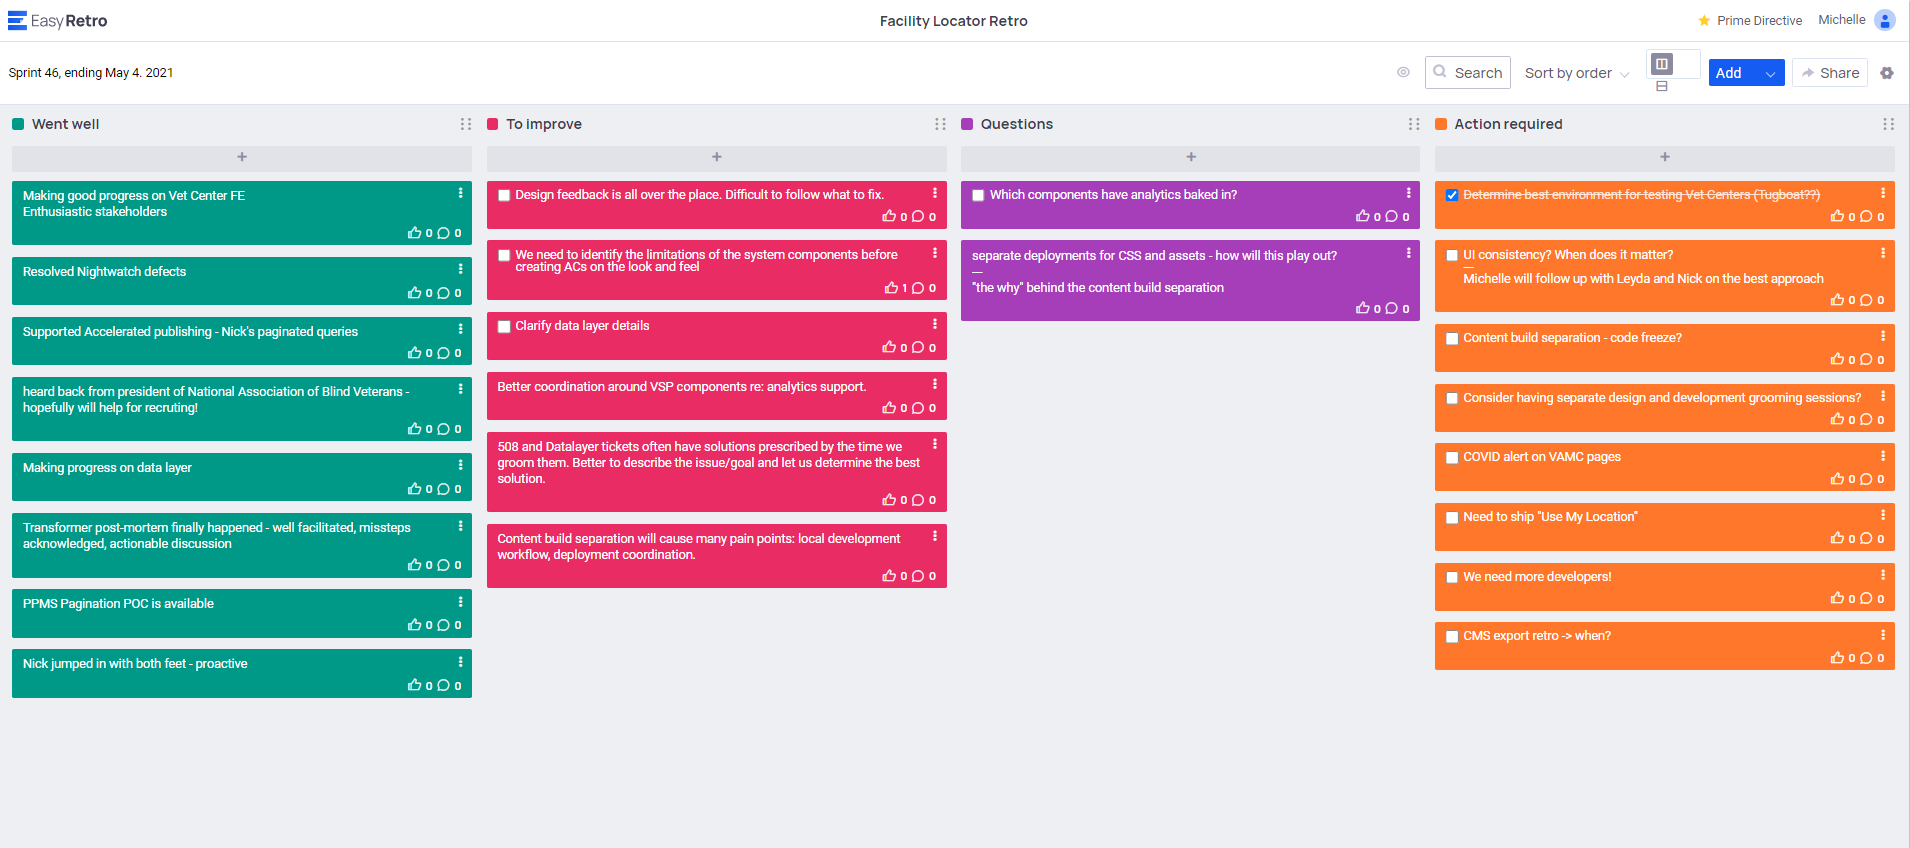 EasyRetro
Facility Locator Retro
Prime Directive
Michelle
Sprint 46, ending May 4. 2021
Search
Sort by order
Add
Share
Went well
+
Making good progress on Vet Center FE
Enthusiastic stakeholders
0 0
Resolved Nightwatch defects
0 0
Supported Accelerated publishing - Nick's paginated queries
0 0
heard back from president of National Association of Blind Veterans -
hopefully will help for recruting!
0 0
Making progress on data layer
0 0
Transformer post-mortem finally happened - well facilitated, missteps
acknowledged, actionable discussion
0 0
PPMS Pagination POC is available
0 0
Nick jumped in with both feet - proactive
0 0
To improve
+
Design feedback is all over the place. Difficult to follow what to fix.
0 0
We need to identify the limitations of the system components before
creating ACs on the look and feel
1 0
Clarify data layer details
0 0
Better coordination around VSP components re: analytics support.
0 0
508 and Datalayer tickets often have solutions prescribed by the time we
groom them. Better to describe the issue/goal and let us determine the best
solution.
0 0
Content build separation will cause many pain points: local development
workflow, deployment coordination.
0 0
Questions
+
Which components have analytics baked in?
0 0
separate deployments for CSS and assets - how will this play out?
—
"the why" behind the content build separation
0 0
Action required
+
Determine best environment for testing Vet Centers (Tugboat??)
0 0
UI consistency? When does it matter?
—
Michelle will follow up with Leyda and Nick on the best approach
0 0
Content build separation - code freeze?
0 0
Consider having separate design and development grooming sessions?
0 0
COVID alert on VAMC pages
0 0
Need to ship "Use My Location"
0 0
We need more developers!
0 0
CMS export retro -> when?
0 0